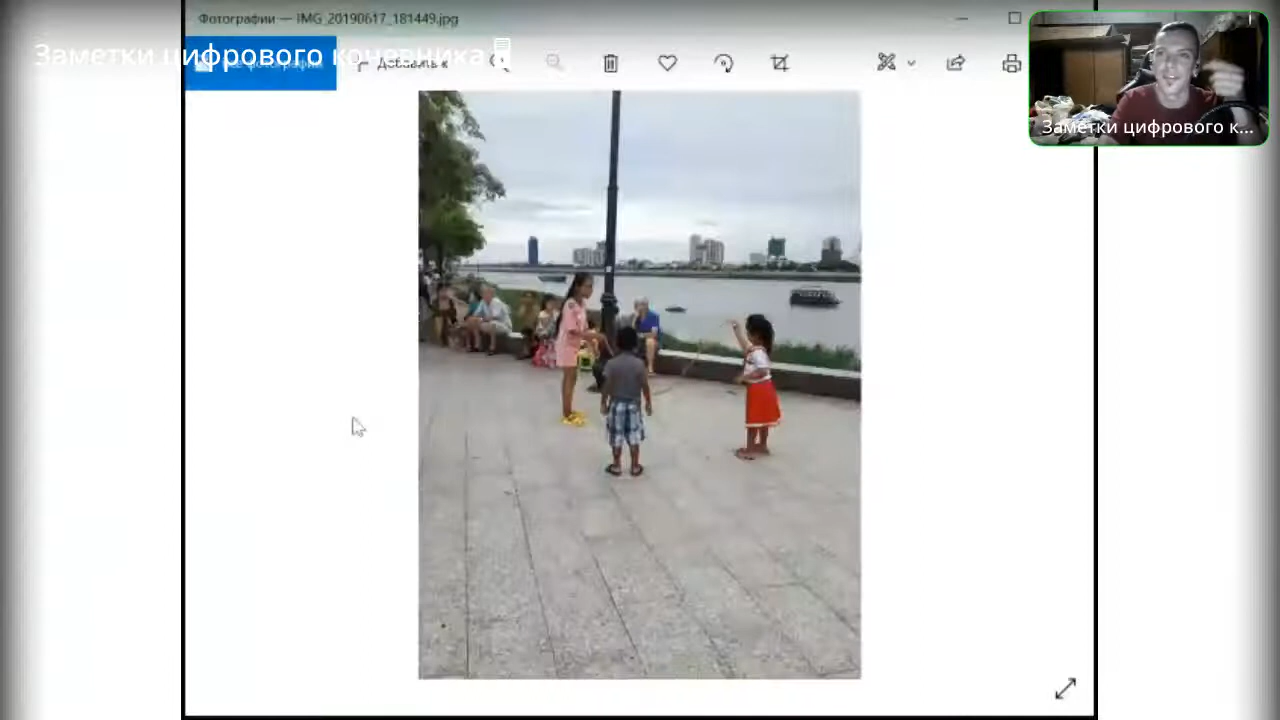 Фотографии — IMG_20190617_181449.jpg
Заметки цифрового кочевника
Добавить к
Заметки цифрового к...